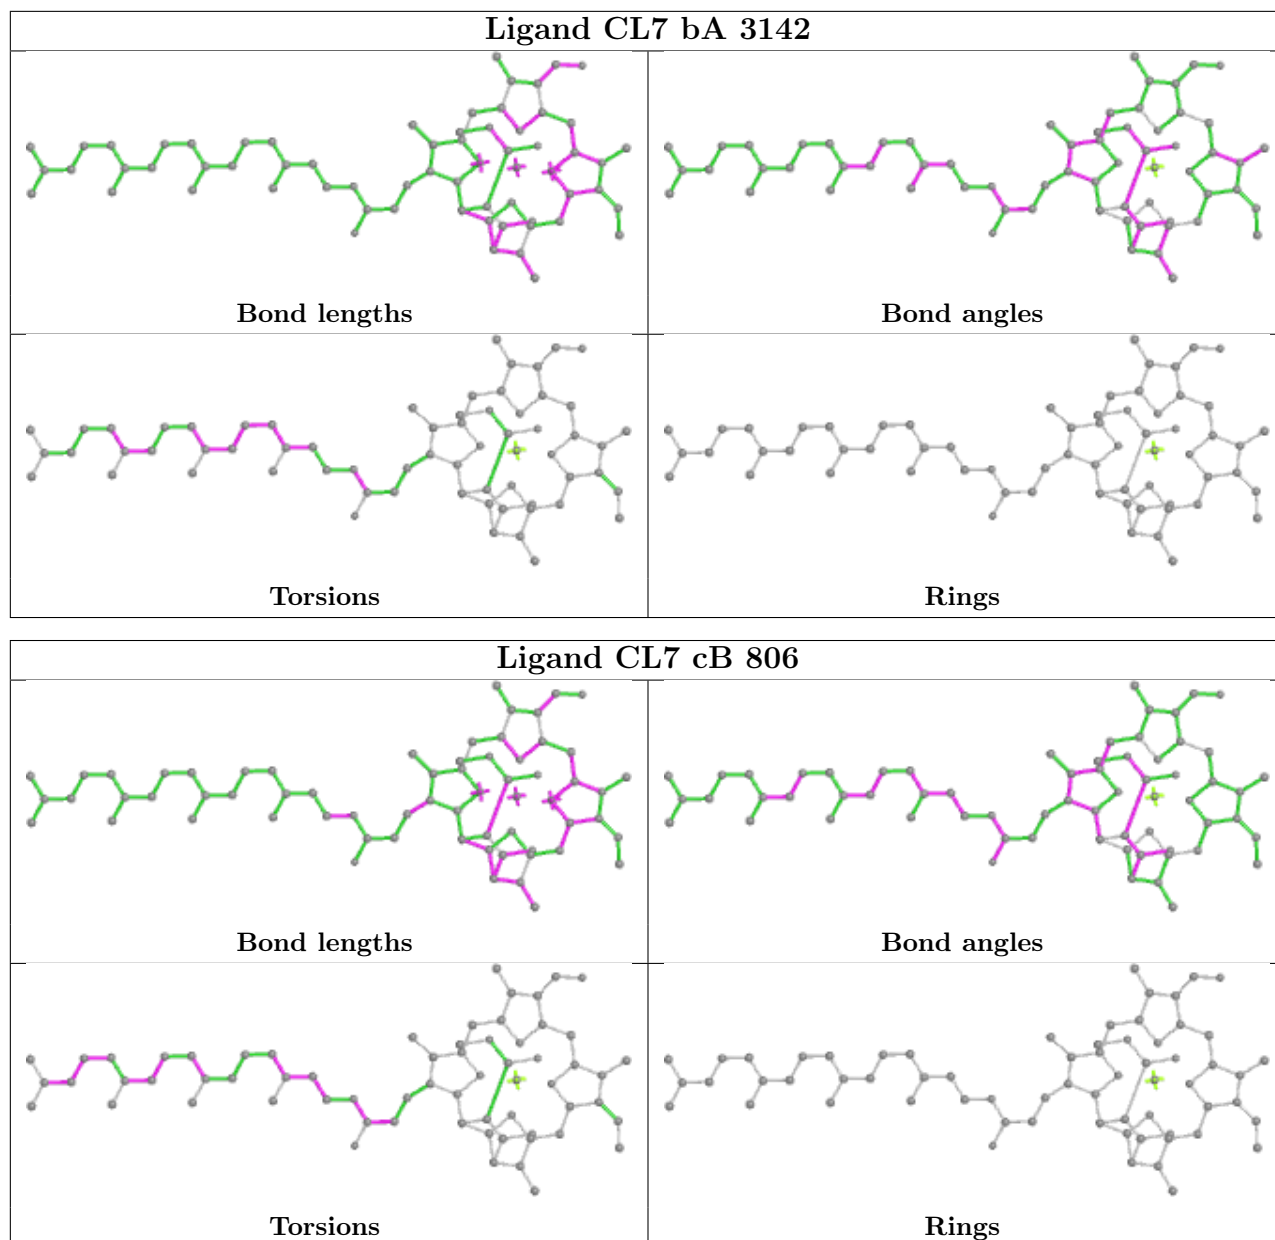 Ligand CL7 bA 3142
Bond lengths
Bond angles
Torsions
Rings
Ligand CL7 cB 806
Bond lengths
Bond angles
Torsions
Rings